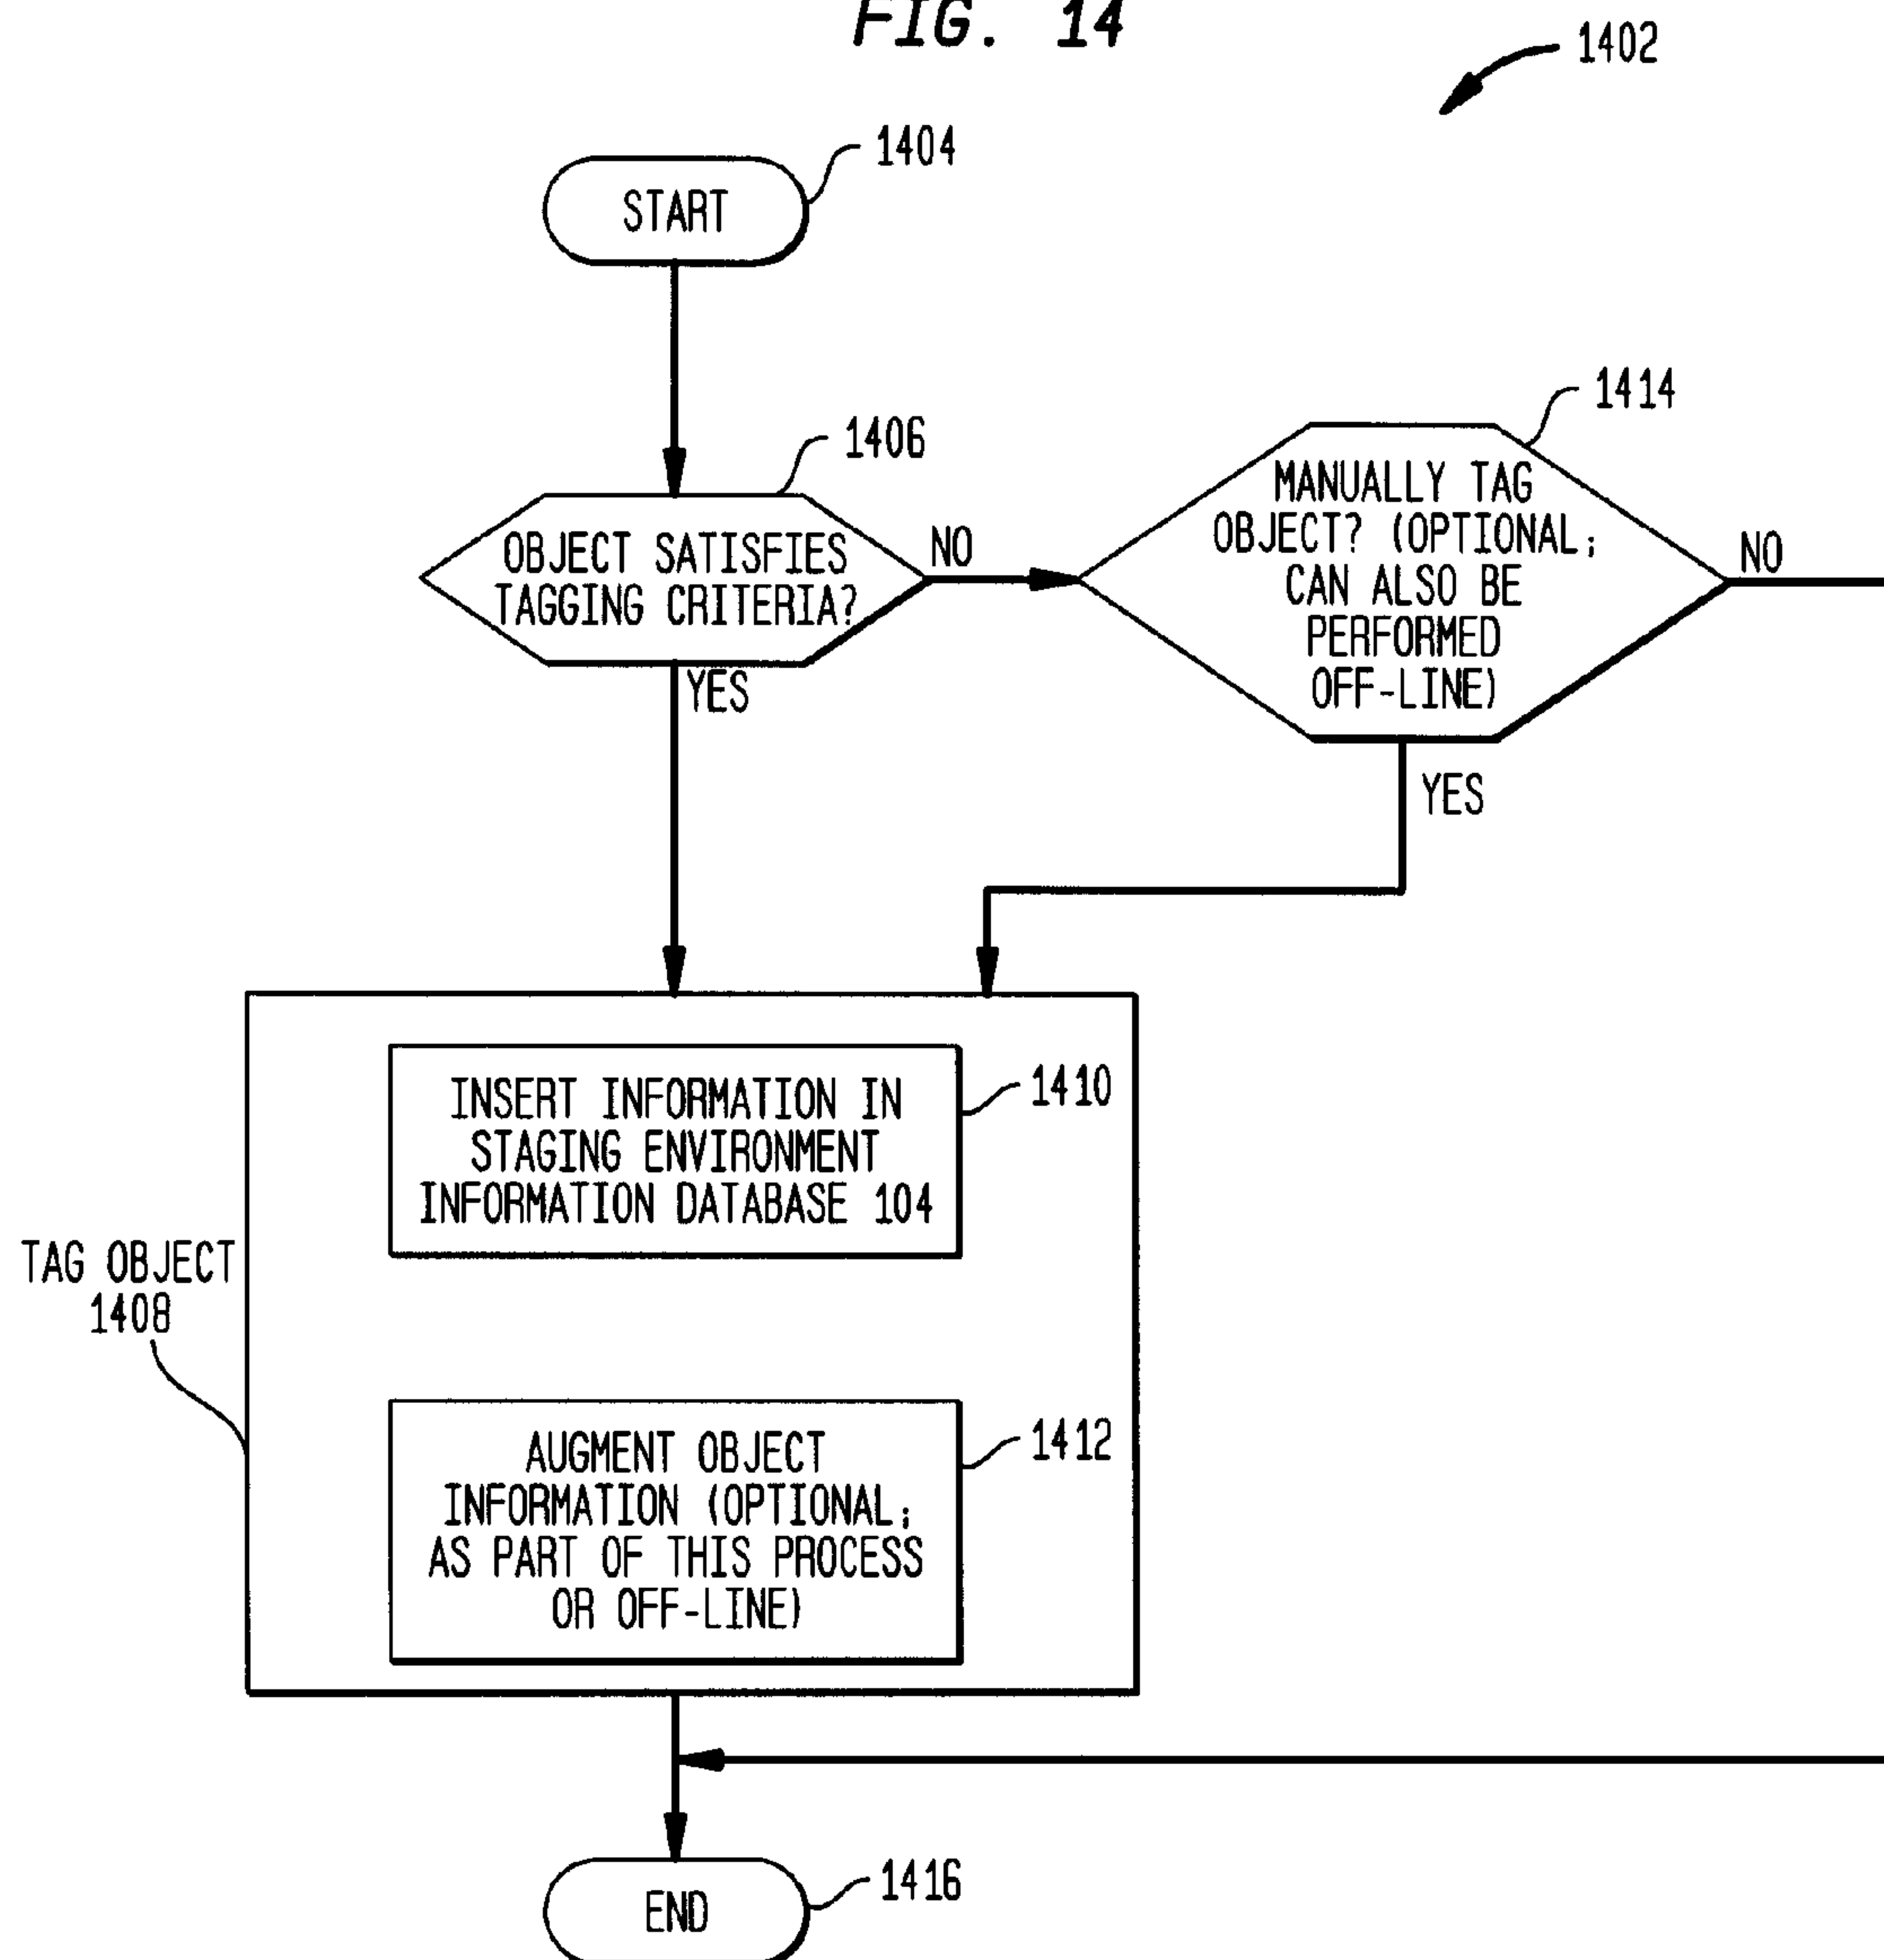 FIG. 14
1402
1404
START
1406
OBJECT SATISFIES
TAGGING CRITERIA?
NO
YES
1414
MANUALLY TAG
OBJECT? (OPTIONAL;
CAN ALSO BE
PERFORMED
OFF-LINE)
NO
YES
TAG OBJECT
1408
INSERT INFORMATION IN
STAGING ENVIRONMENT
INFORMATION DATABASE 104
1410
AUGMENT OBJECT
INFORMATION (OPTIONAL;
AS PART OF THIS PROCESS
OR OFF-LINE)
1412
END
1416